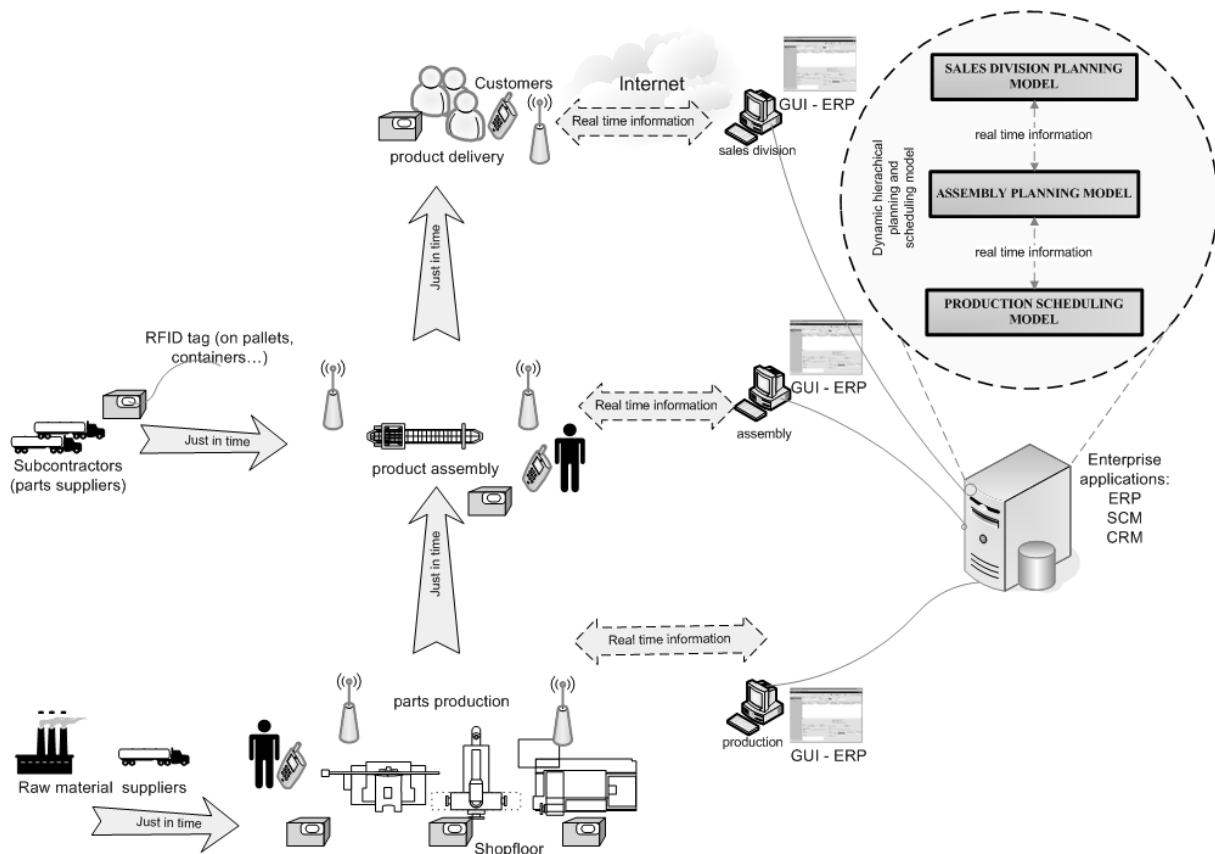 Customers
product delivery
Internet
Real time information
sales division
GUI - ERP
SALES DIVISION PLANNING
MODEL
real time information
ASSEMBLY PLANNING MODEL
real time information
PRODUCTION SCHEDULING
MODEL
Dynamic hierachical
planning and
scheduling model
Just in time
RFID tag (on pallets,
containers…)
Subcontractors
(parts suppliers)
Just in time
product assembly
Real time information
assembly
GUI - ERP
Enterprise
applications:
ERP
SCM
CRM
Just in time
Real time information
parts production
production
GUI - ERP
Raw material suppliers
Just in time
Shopfloor